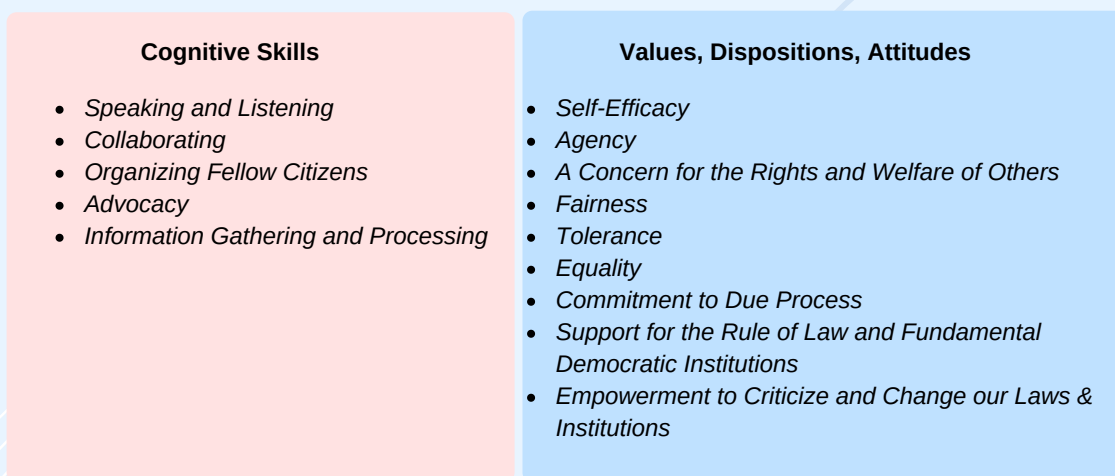 Cognitive Skills
Speaking and Listening
Collaborating
Organizing Fellow Citizens
Advocacy
Information Gathering and Processing
Values, Dispositions, Attitudes
Self-Efficacy
Agency
A Concern for the Rights and Welfare of Others
Fairness
Tolerance
Equality
Commitment to Due Process
Support for the Rule of Law and Fundamental
Democratic Institutions
Empowerment to Criticize and Change our Laws &
Institutions